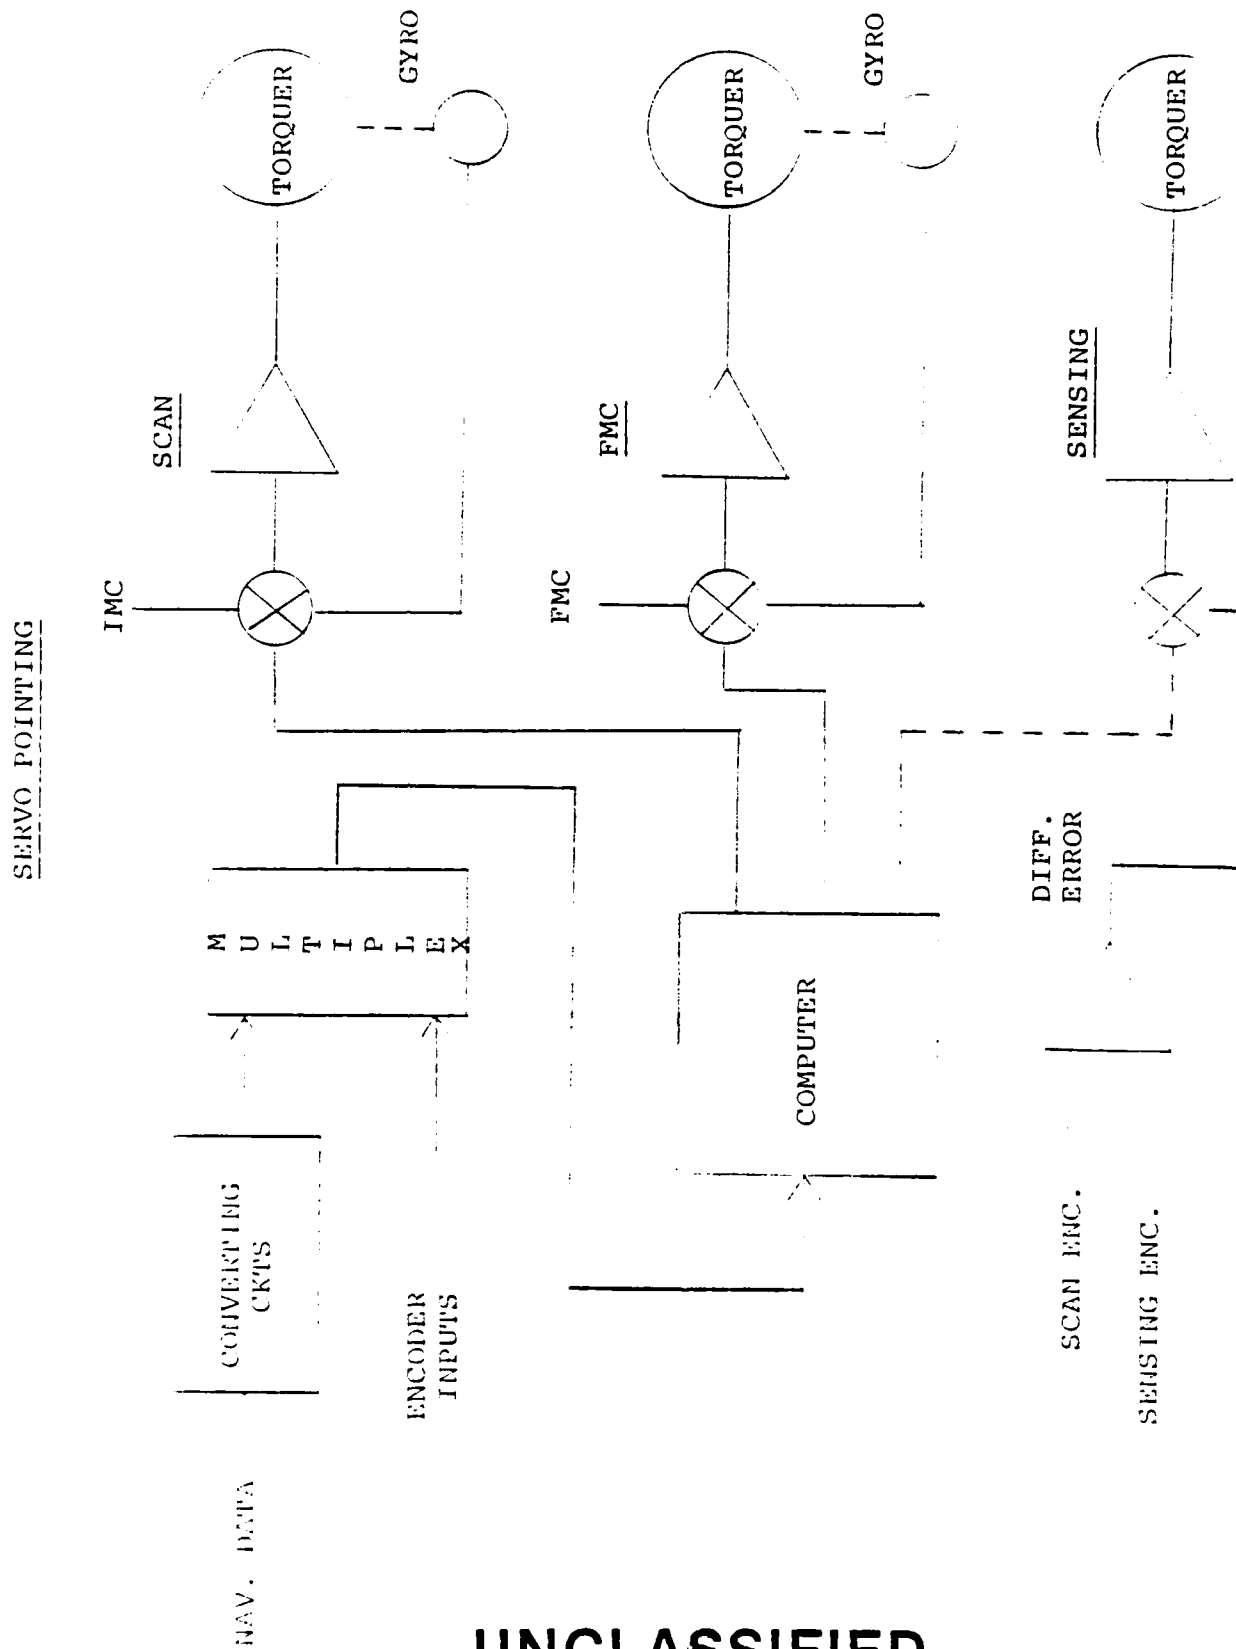 SERVO POINTING
NAV. DATA
CONVERTING
CKTS
ENCODER
INPUTS
MULTIPLEX
IMC
SCAN
TORQUER
GYRO
COMPUTER
FMC
FMC
TORQUER
GYRO
SCAN ENC.
SENSING ENC.
DIFF.
ERROR
SENSING
TORQUER
UNCLASSIFIED